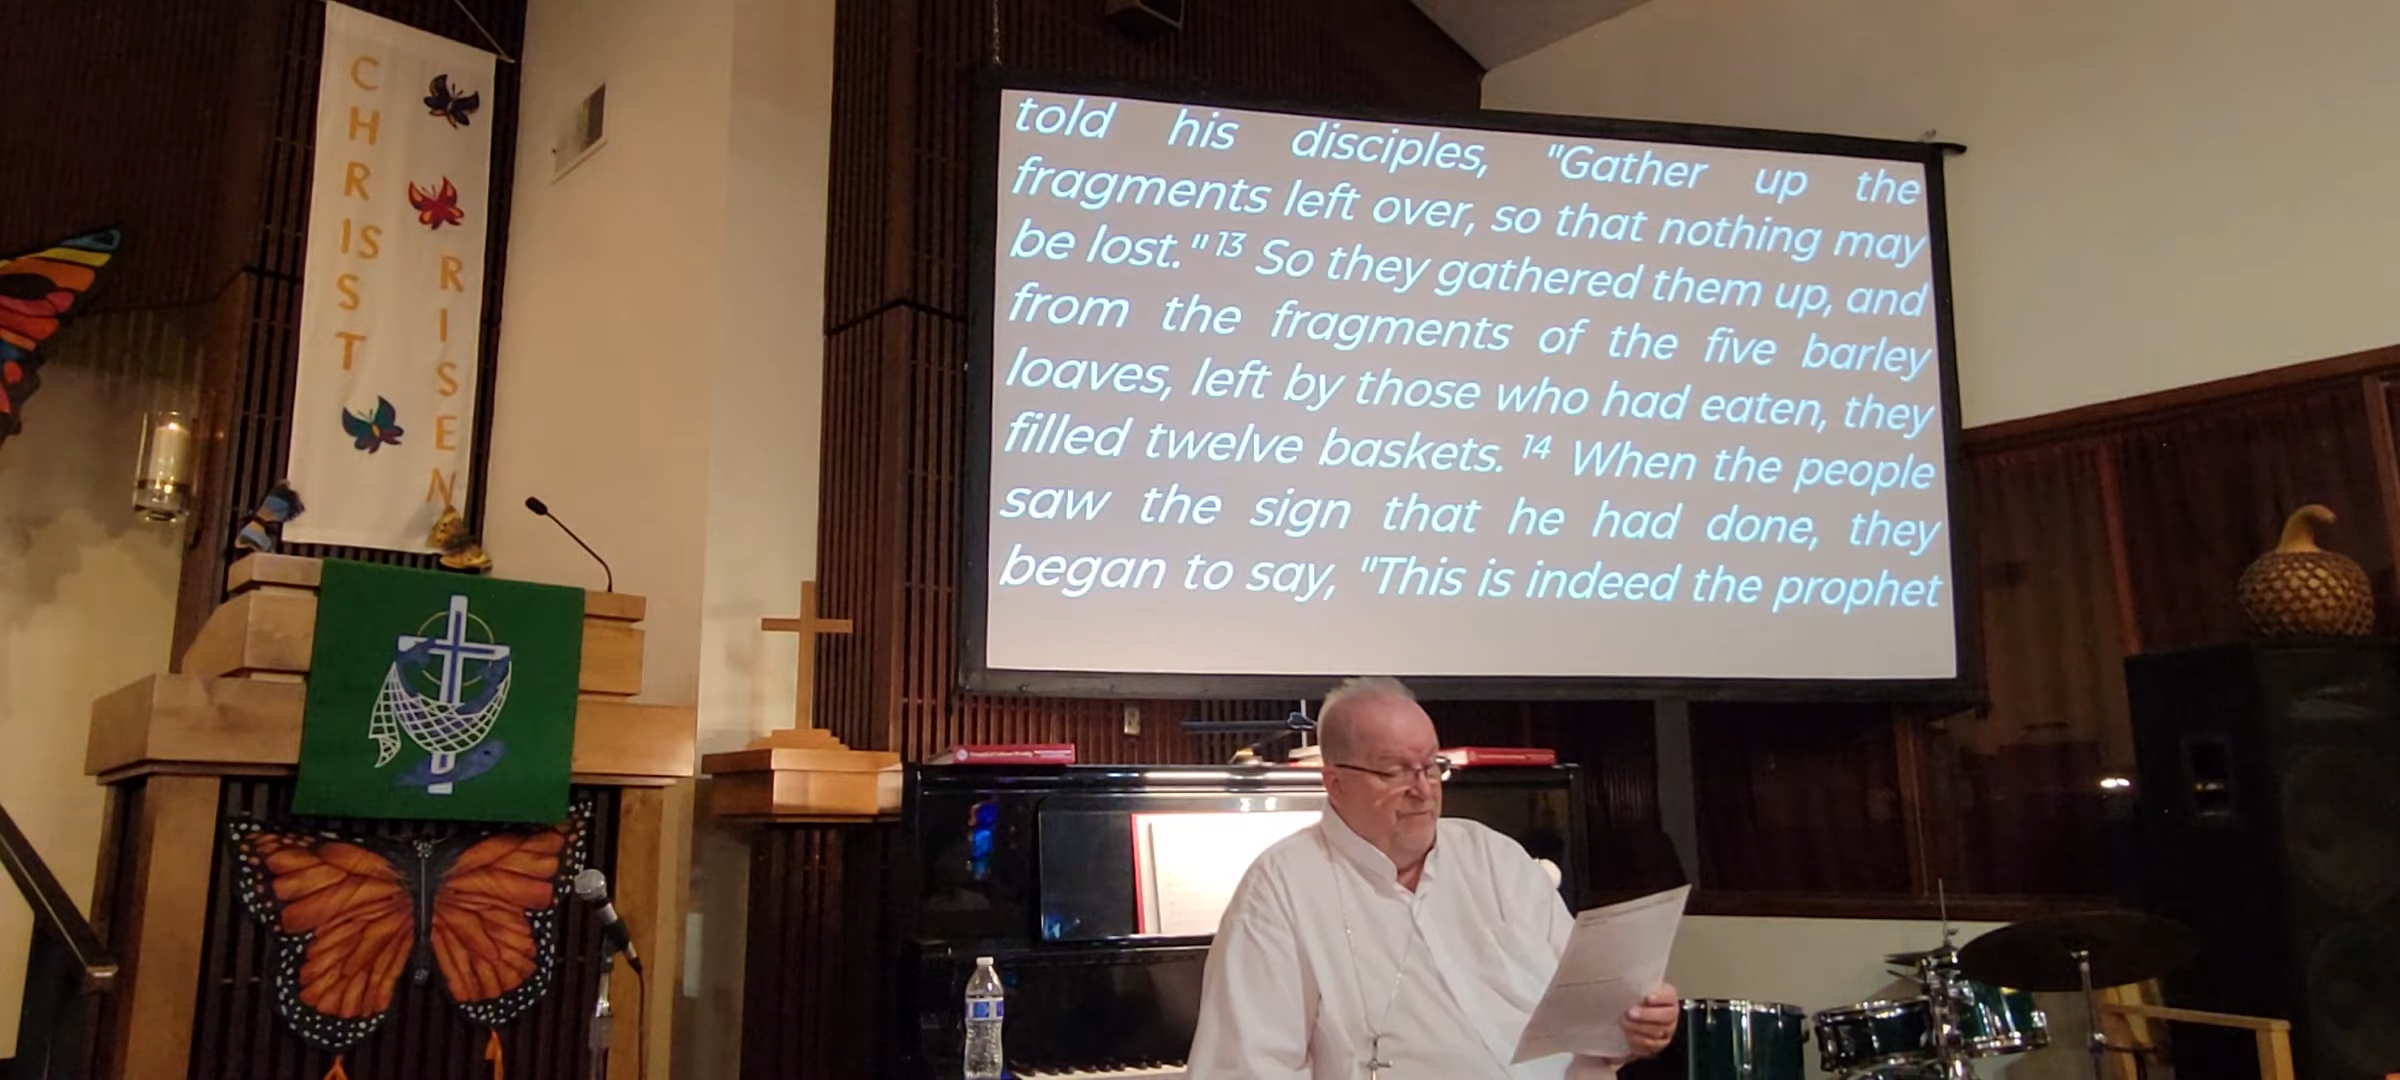 CHRIST
RISEN
told his disciples, "Gather up the
fragments left over, so that nothing may
be lost." 13 So they gathered them up, and
from the fragments of the five barley
loaves, left by those who had eaten, they
filled twelve baskets. 14 When the people
saw the sign that he had done, they
began to say, "This is indeed the prophet